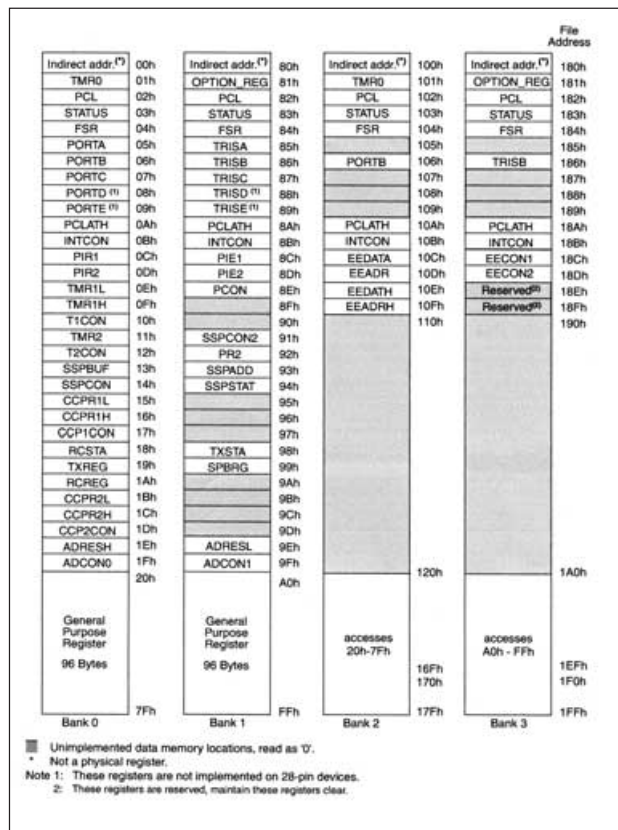 File
Address
Indirect addr.(*) 00h Indirect addr.(*) 80h Indirect addr.(*) 100h Indirect addr.(*) 180h
TMR0 01h OPTION_REG 81h TMR0 101h OPTION_REG 181h
PCL 02h PCL 82h PCL 102h PCL 182h
STATUS 03h STATUS 83h STATUS 103h STATUS 183h
FSR 04h FSR 84h FSR 104h FSR 184h
PORTA 05h TRISA 85h 105h 185h
PORTB 06h TRISB 86h PORTB 106h TRISB 186h
PORTC 07h TRISC 87h 107h 187h
PORTD (1) 08h TRISD (1) 88h 108h 188h
PORTE (1) 09h TRISE (1) 89h 109h 189h
PCLATH 0Ah PCLATH 8Ah PCLATH 10Ah PCLATH 18Ah
INTCON 0Bh INTCON 8Bh INTCON 10Bh INTCON 18Bh
PIR1 0Ch PIE1 8Ch EEDATA 10Ch EECON1 18Ch
PIR2 0Dh PIE2 8Dh EEADR 10Dh EECON2 18Dh
TMR1L 0Eh PCON 8Eh EEDATH 10Eh Reserved(2) 18Eh
TMR1H 0Fh 8Fh EEADRH 10Fh Reserved(2) 18Fh
T1CON 10h 90h 110h 190h
TMR2 11h SSPCON2 91h
T2CON 12h PR2 92h
SSPBUF 13h SSPADD 93h
SSPCON 14h SSPSTAT 94h
CCPR1L 15h 95h
CCPR1H 16h 96h
CCP1CON 17h 97h
RCSTA 18h TXSTA 98h
TXREG 19h SPBRG 99h
RCREG 1Ah 9Ah
CCPR2L 1Bh 9Bh
CCPR2H 1Ch 9Ch
CCP2CON 1Dh 9Dh
ADRESH 1Eh ADRESL 9Eh
ADCON0 1Fh ADCON1 9Fh
20h A0h 120h 1A0h
General General
Purpose Purpose accesses accesses
Register Register 20h-7Fh A0h - FFh
96 Bytes 96 Bytes 16Fh 1EFh
170h 1F0h
7Fh FFh 17Fh 1FFh
Bank 0 Bank 1 Bank 2 Bank 3
Unimplemented data memory locations, read as '0'.
* Not a physical register.
Note 1: These registers are not implemented on 28-pin devices.
2: These registers are reserved, maintain these registers clear.